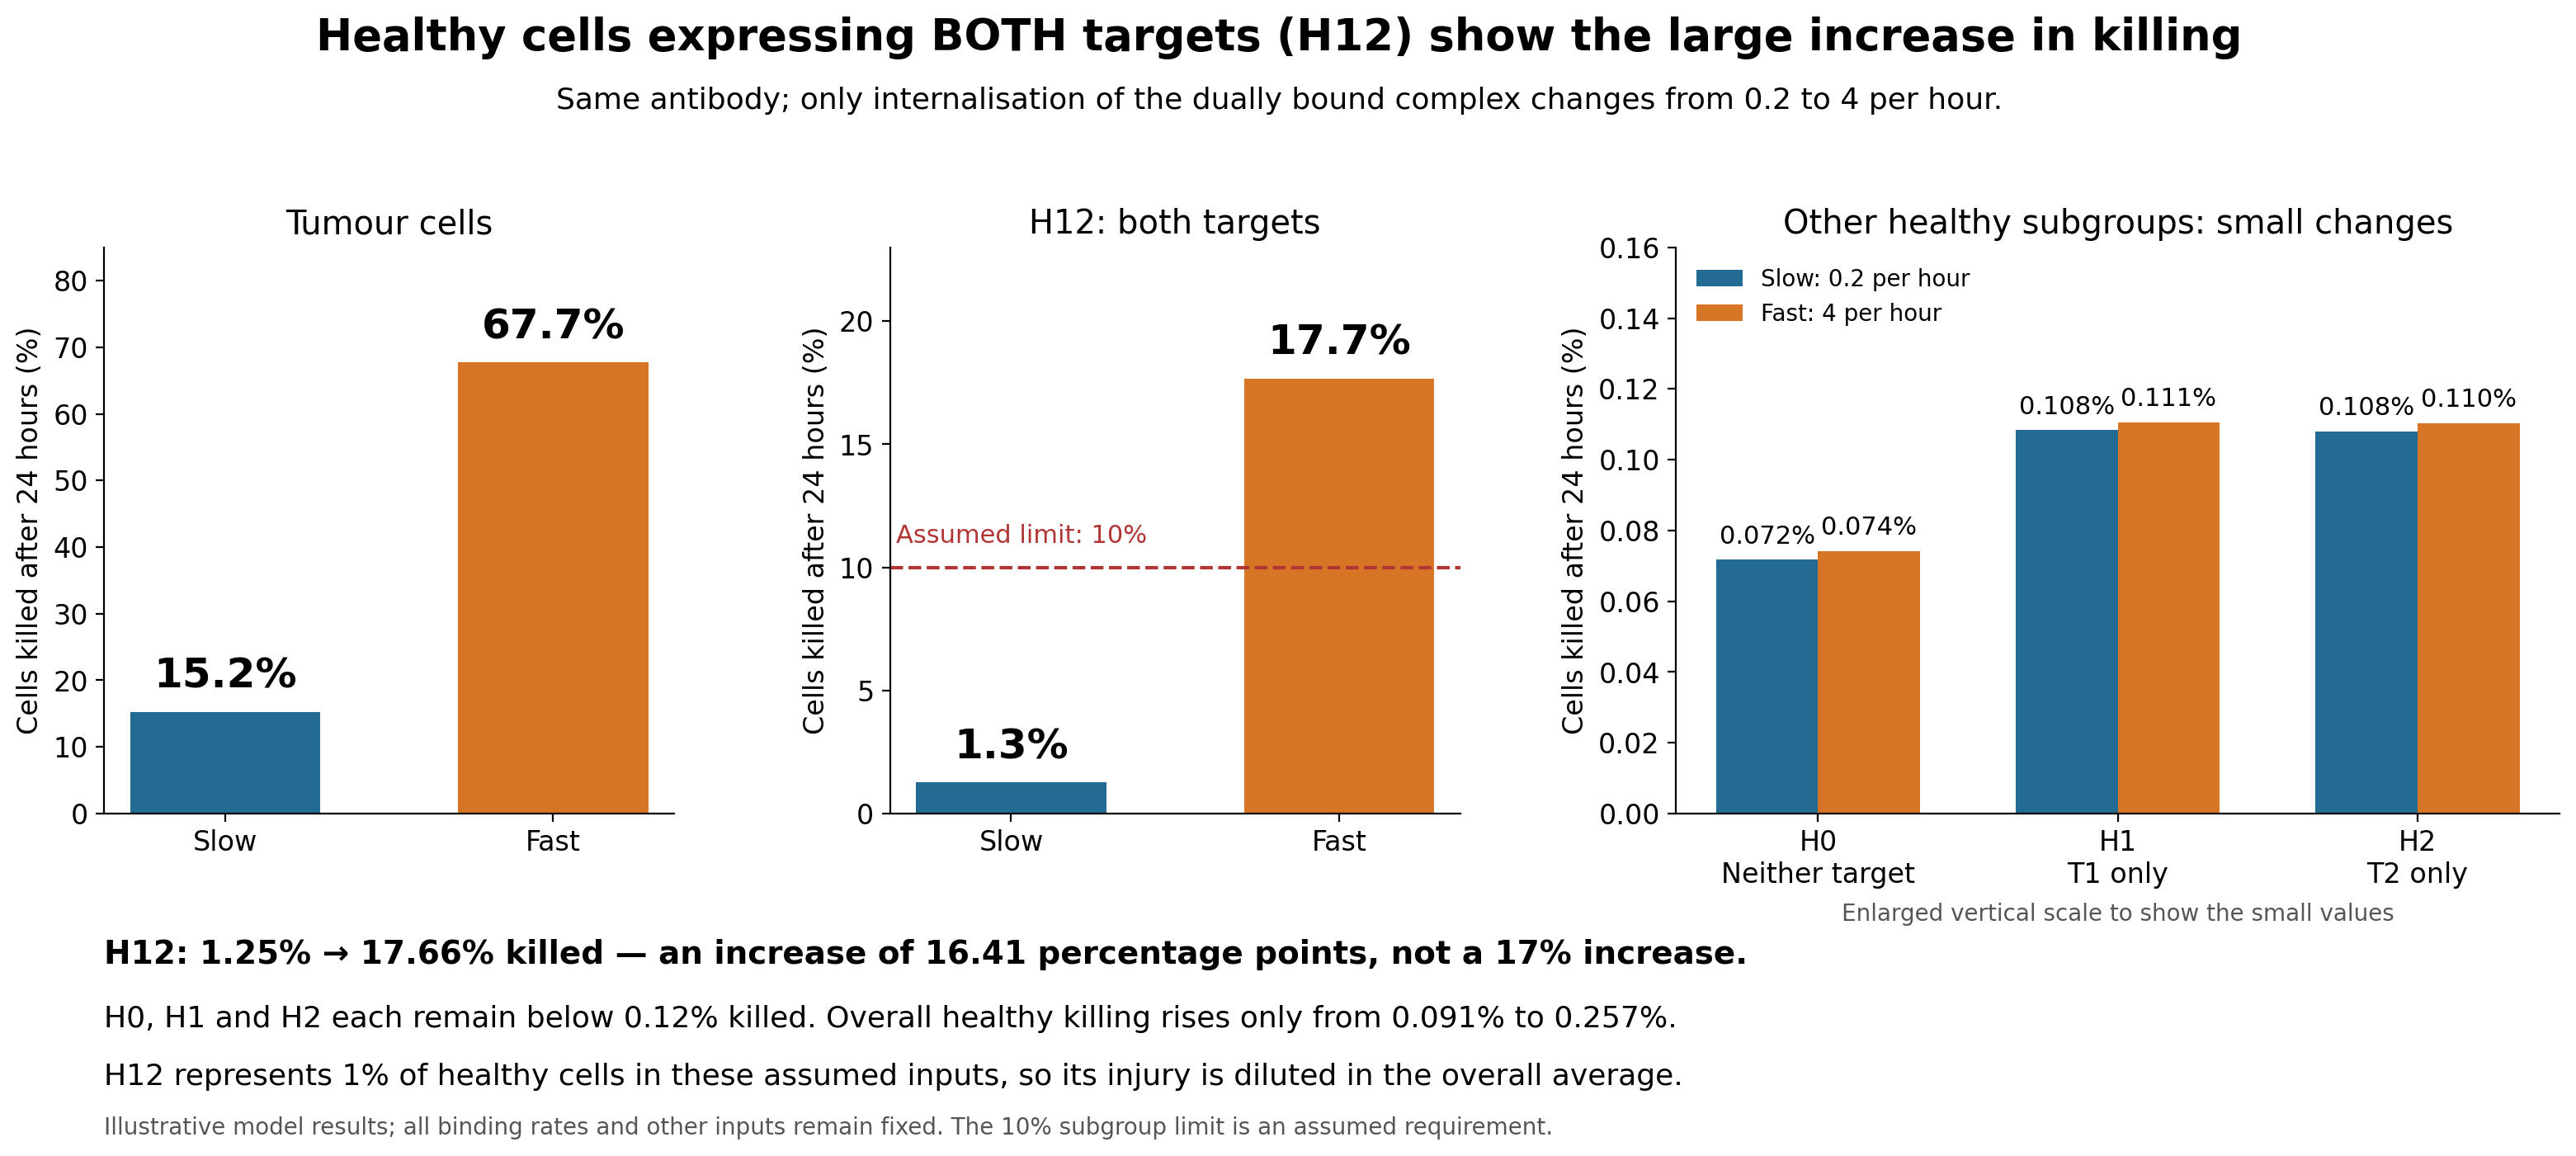 Healthy cells expressing BOTH targets (H12) show the large increase in killing
Same antibody; only internalisation of the dually bound complex changes from 0.2 to 4 per hour.
Tumour cells
Cells killed after 24 hours (%)
80
70
60
50
40
30
20
10
0
15.2%
67.7%
Slow
Fast
H12: both targets
Cells killed after 24 hours (%)
20
15
10
5
0
Assumed limit: 10%
1.3%
17.7%
Slow
Fast
Other healthy subgroups: small changes
Cells killed after 24 hours (%)
0.16
0.14
0.12
0.10
0.08
0.06
0.04
0.02
0.00
Slow: 0.2 per hour
Fast: 4 per hour
0.072%
0.074%
0.108%
0.111%
0.108%
0.110%
H0
Neither target
H1
T1 only
H2
T2 only
Enlarged vertical scale to show the small values
H12: 1.25% → 17.66% killed — an increase of 16.41 percentage points, not a 17% increase.
H0, H1 and H2 each remain below 0.12% killed. Overall healthy killing rises only from 0.091% to 0.257%.
H12 represents 1% of healthy cells in these assumed inputs, so its injury is diluted in the overall average.
Illustrative model results; all binding rates and other inputs remain fixed. The 10% subgroup limit is an assumed requirement.